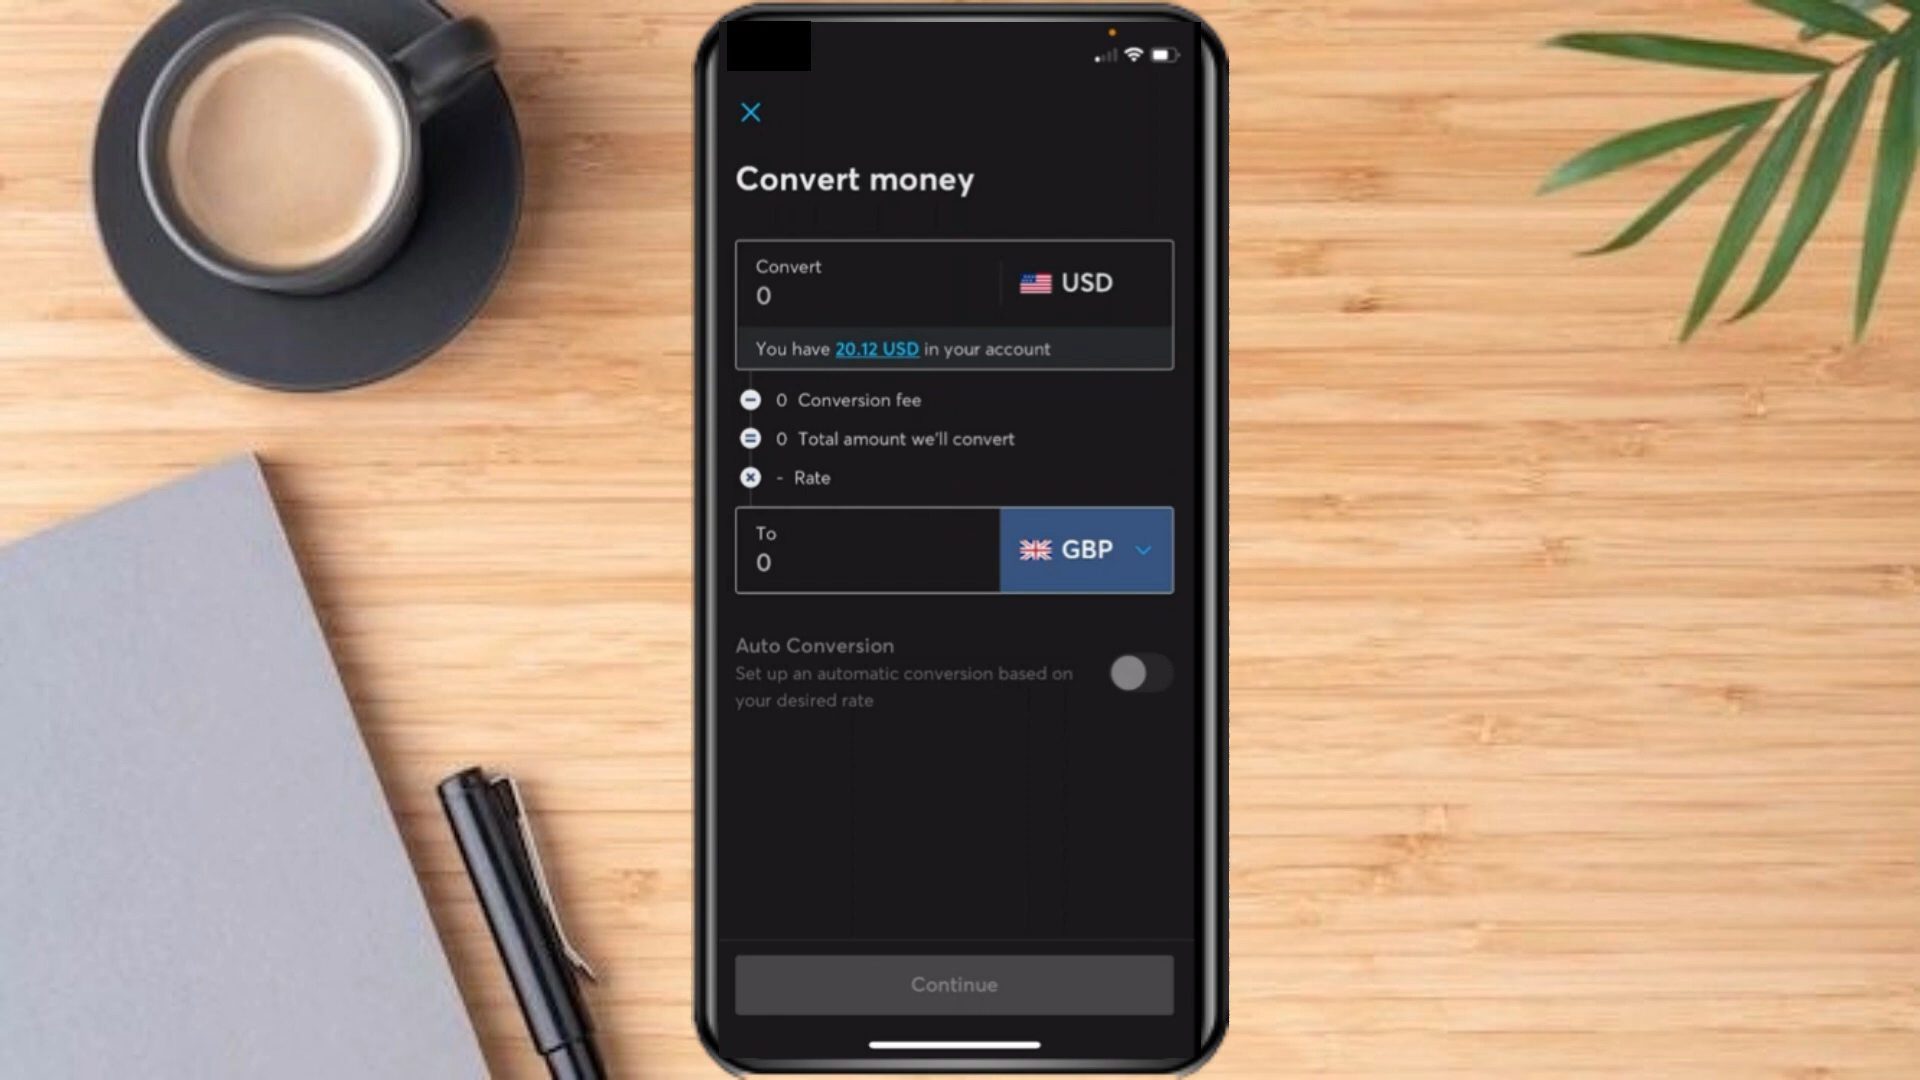 Convert money
Convert
0
USD
You have 20.12 USD in your account
0 Conversion fee
0 Total amount we'll convert
- Rate
To
0
GBP
Auto Conversion
Set up an automatic conversion based on
your desired rate
Continue